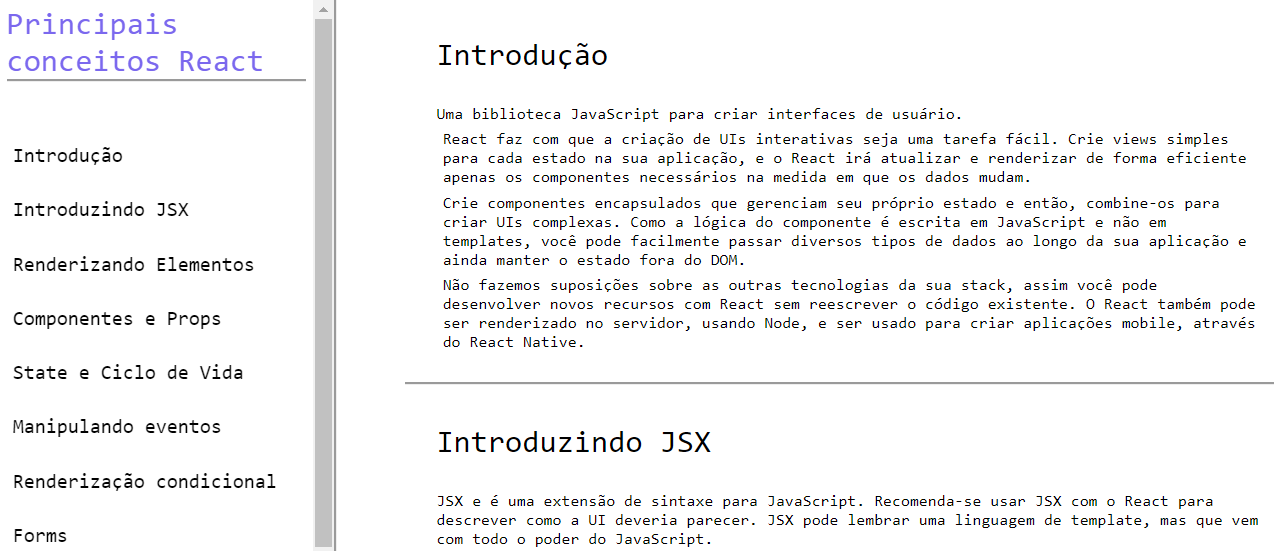 Principais
conceitos React
Introdução
Introduzindo JSX
Renderizando Elementos
Componentes e Props
State e Ciclo de Vida
Manipulando eventos
Renderização condicional
Forms
Introdução
Uma biblioteca JavaScript para criar interfaces de usuário.
React faz com que a criação de UIs interativas seja uma tarefa fácil. Crie views simples
para cada estado na sua aplicação, e o React irá atualizar e renderizar de forma eficiente
apenas os componentes necessários na medida em que os dados mudam.
Crie componentes encapsulados que gerenciam seu próprio estado e então, combine-os para
criar UIs complexas. Como a lógica do componente é escrita em JavaScript e não em
templates, você pode facilmente passar diversos tipos de dados ao longo da sua aplicação e
ainda manter o estado fora do DOM.
Não fazemos suposições sobre as outras tecnologias da sua stack, assim você pode
desenvolver novos recursos com React sem reescrever o código existente. O React também pode
ser renderizado no servidor, usando Node, e ser usado para criar aplicações mobile, através
do React Native.
Introduzindo JSX
JSX e é uma extensão de sintaxe para JavaScript. Recomenda-se usar JSX com o React para
descrever como a UI deveria parecer. JSX pode lembrar uma linguagem de template, mas que vem
com todo o poder do JavaScript.